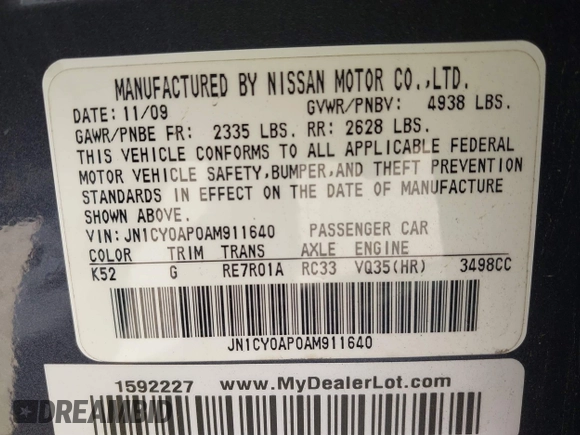 MANUFACTURED BY NISSAN MOTOR CO.,LTD.
DATE: 11/09 GVWR/PNBV: 4938 LBS.
GAWR/PNBE FR: 2335 LBS. RR: 2628 LBS.
THIS VEHICLE CONFORMS TO ALL APPLICABLE FEDERAL
MOTOR VEHICLE SAFETY,BUMPER,AND THEFT PREVENTION
STANDARDS IN EFFECT ON THE DATE OF MANUFACTURE
SHOWN ABOVE.
VIN: JN1CY0AP0AM911640 PASSENGER CAR
COLOR TRIM TRANS AXLE ENGINE
K52 G RE7R01A RC33 VQ35(HR) 3498CC
JN1CY0AP0AM911640
1592227 www.MyDealerLot.com
DREAMBID